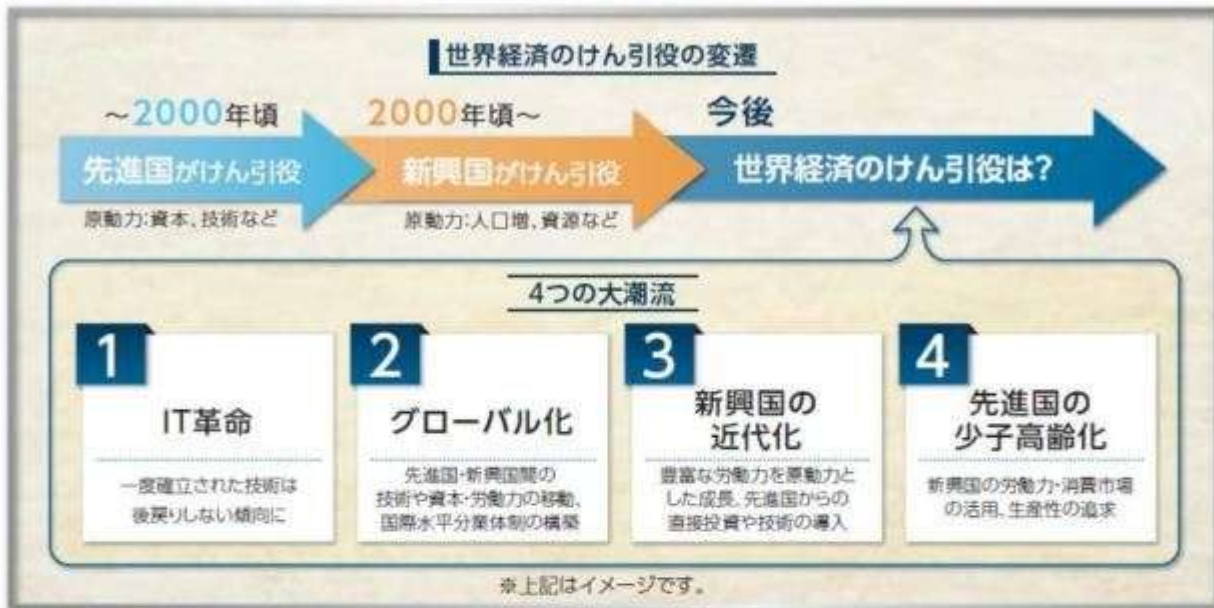 世界経済のけん引役の変遷
～2000年頃
2000年頃～
今後
先進国がけん引役
新興国がけん引役
世界経済のけん引役は?
原動力:資本、技術など
原動力:人口増、資源など
4つの大潮流
1
IT革命
一度確立された技術は
後戻りしない傾向に
2
グローバル化
先進国・新興国間の
技術や資本・労働力の移動、
国際水平分業体制の構築
3
新興国の
近代化
豊富な労働力を原動力と
した成長、先進国からの
直接投資や技術の導入
4
先進国の
少子高齢化
新興国の労働力・消費市場
の活用、生産性の追求
※上記はイメージです。